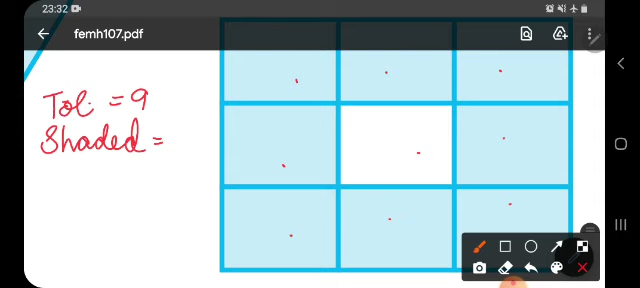 23:32
femh107.pdf
Tol. = 9
Shaded =